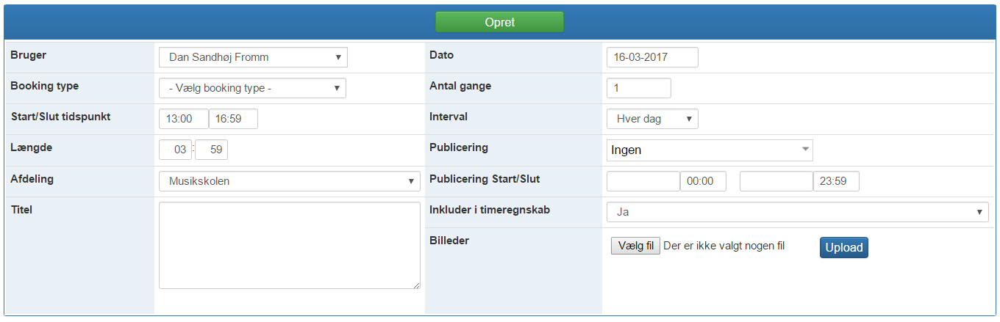 Opret
Bruger Dan Sandhøj Fromm Dato 16-03-2017
Booking type - Vælg booking type - Antal gange 1
Start/Slut tidspunkt 13:00 16:59 Interval Hver dag
Længde 03 : 59 Publicering Ingen
Afdeling Musikskolen Publicering Start/Slut 00:00 23:59
Titel Inkluder i timeregnskab Ja
Billeder Vælg fil Der er ikke valgt nogen fil Upload